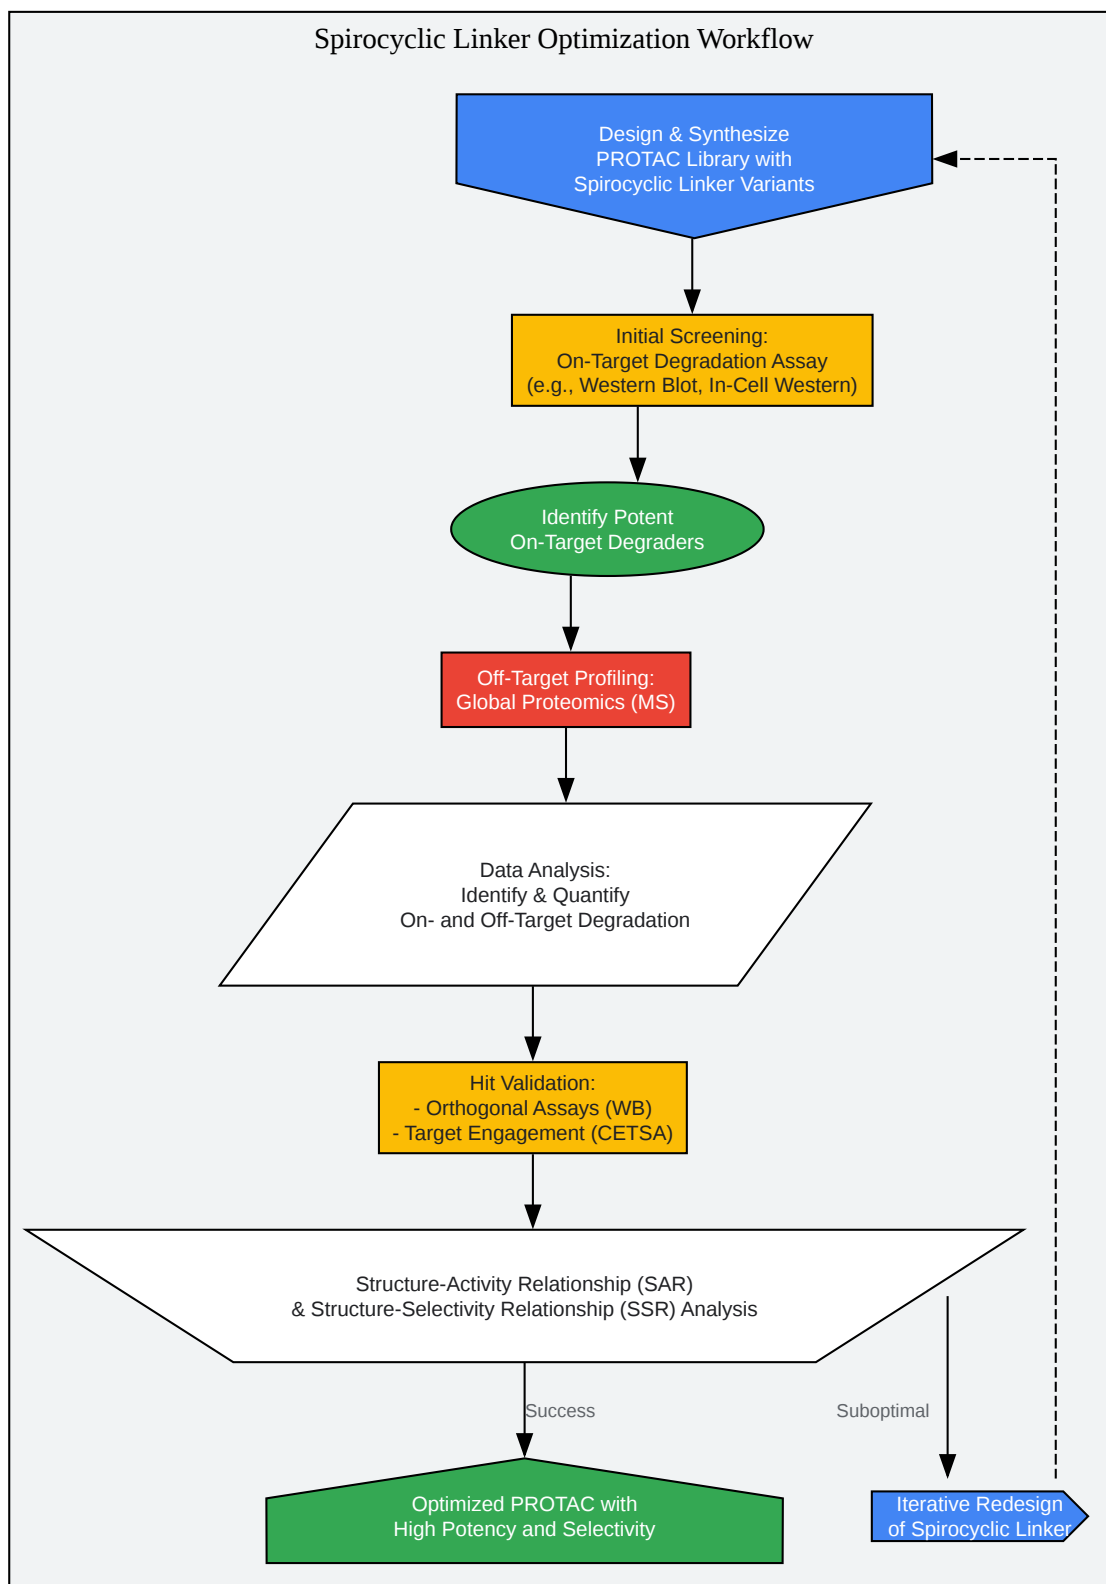 Spirocyclic Linker Optimization Workflow
Design & Synthesize
PROTAC Library with
Spirocyclic Linker Variants
Initial Screening:
On-Target Degradation Assay
(e.g., Western Blot, In-Cell Western)
Identify Potent
On-Target Degraders
Off-Target Profiling:
Global Proteomics (MS)
Data Analysis:
Identify & Quantify
On- and Off-Target Degradation
Hit Validation:
- Orthogonal Assays (WB)
- Target Engagement (CETSA)
Structure-Activity Relationship (SAR)
& Structure-Selectivity Relationship (SSR) Analysis
Success
Suboptimal
Optimized PROTAC with
High Potency and Selectivity
Iterative Redesign
of Spirocyclic Linker